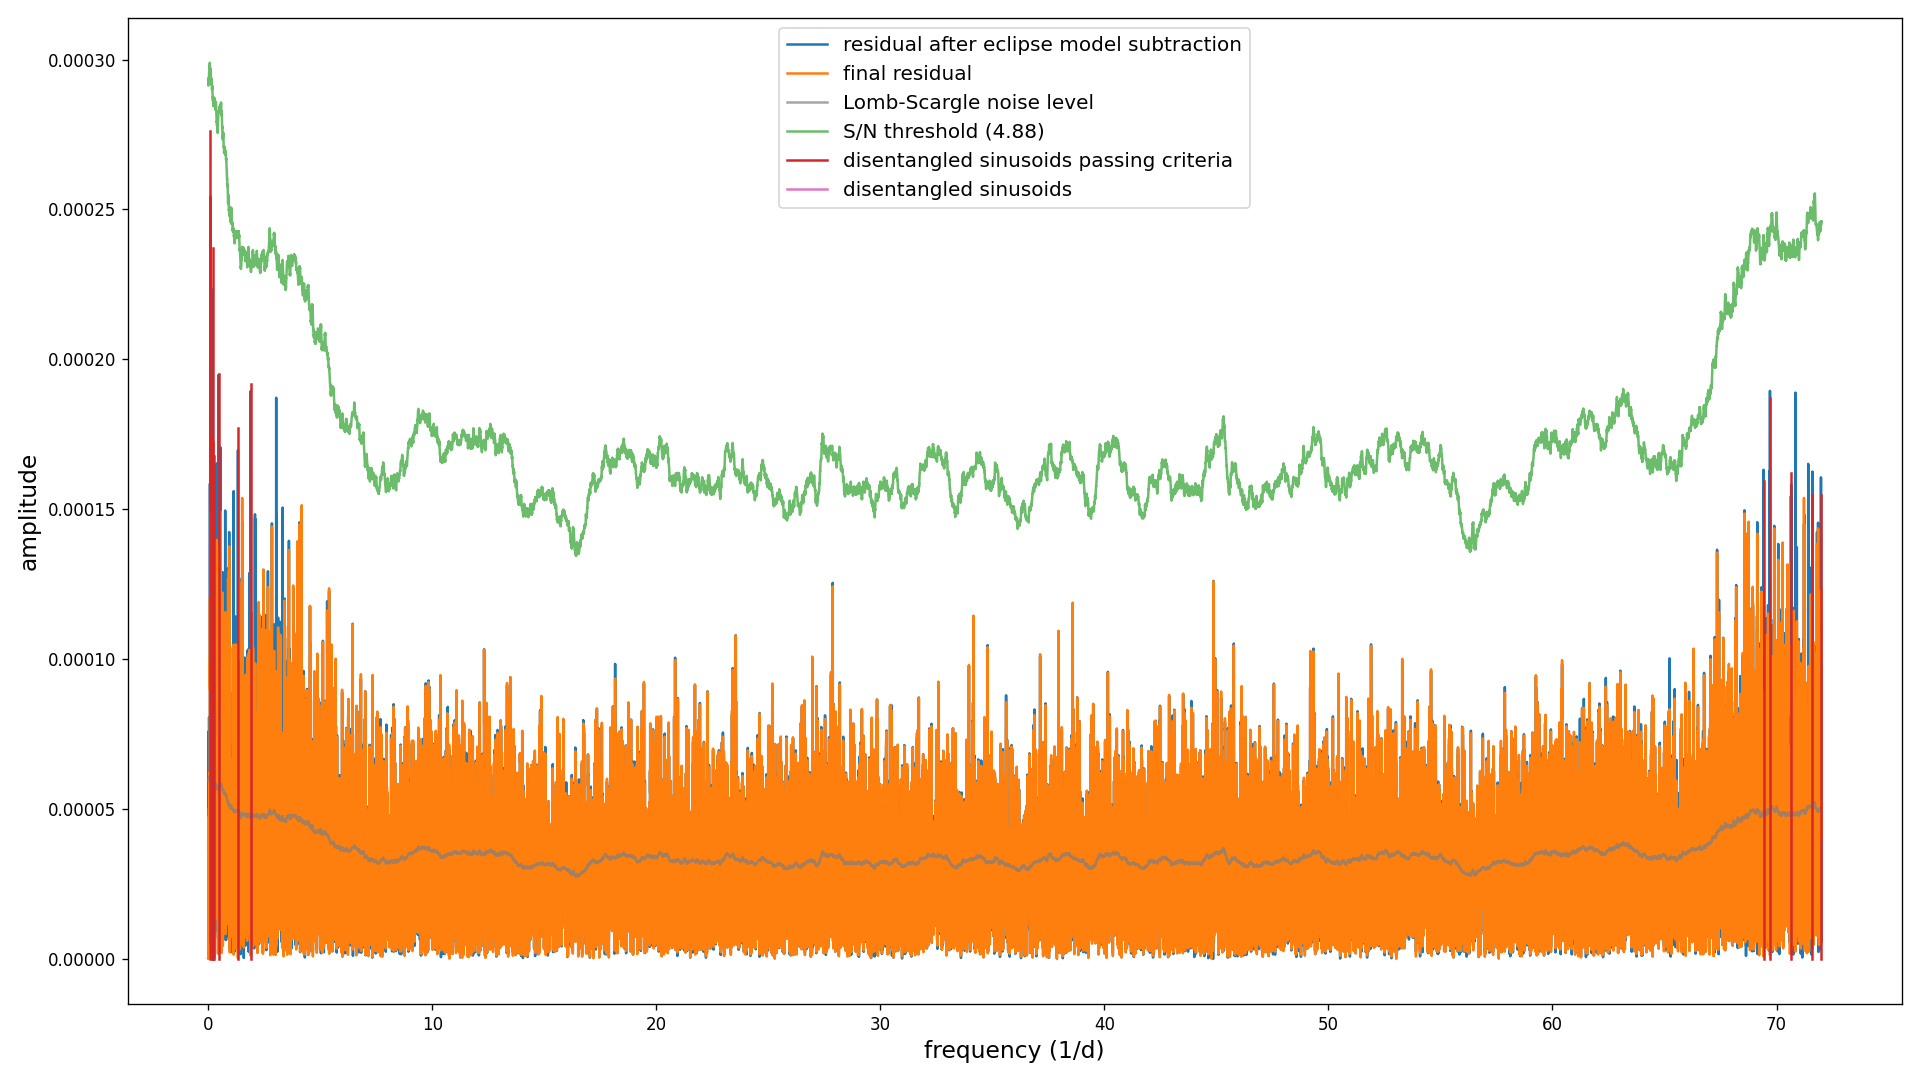 residual after eclipse model subtraction
final residual
Lomb-Scargle noise level
S/N threshold (4.88)
disentangled sinusoids passing criteria
disentangled sinusoids
amplitude
0.00030
0.00025
0.00020
0.00015
0.00010
0.00005
0.00000
0 10 20 30 40 50 60 70
frequency (1/d)